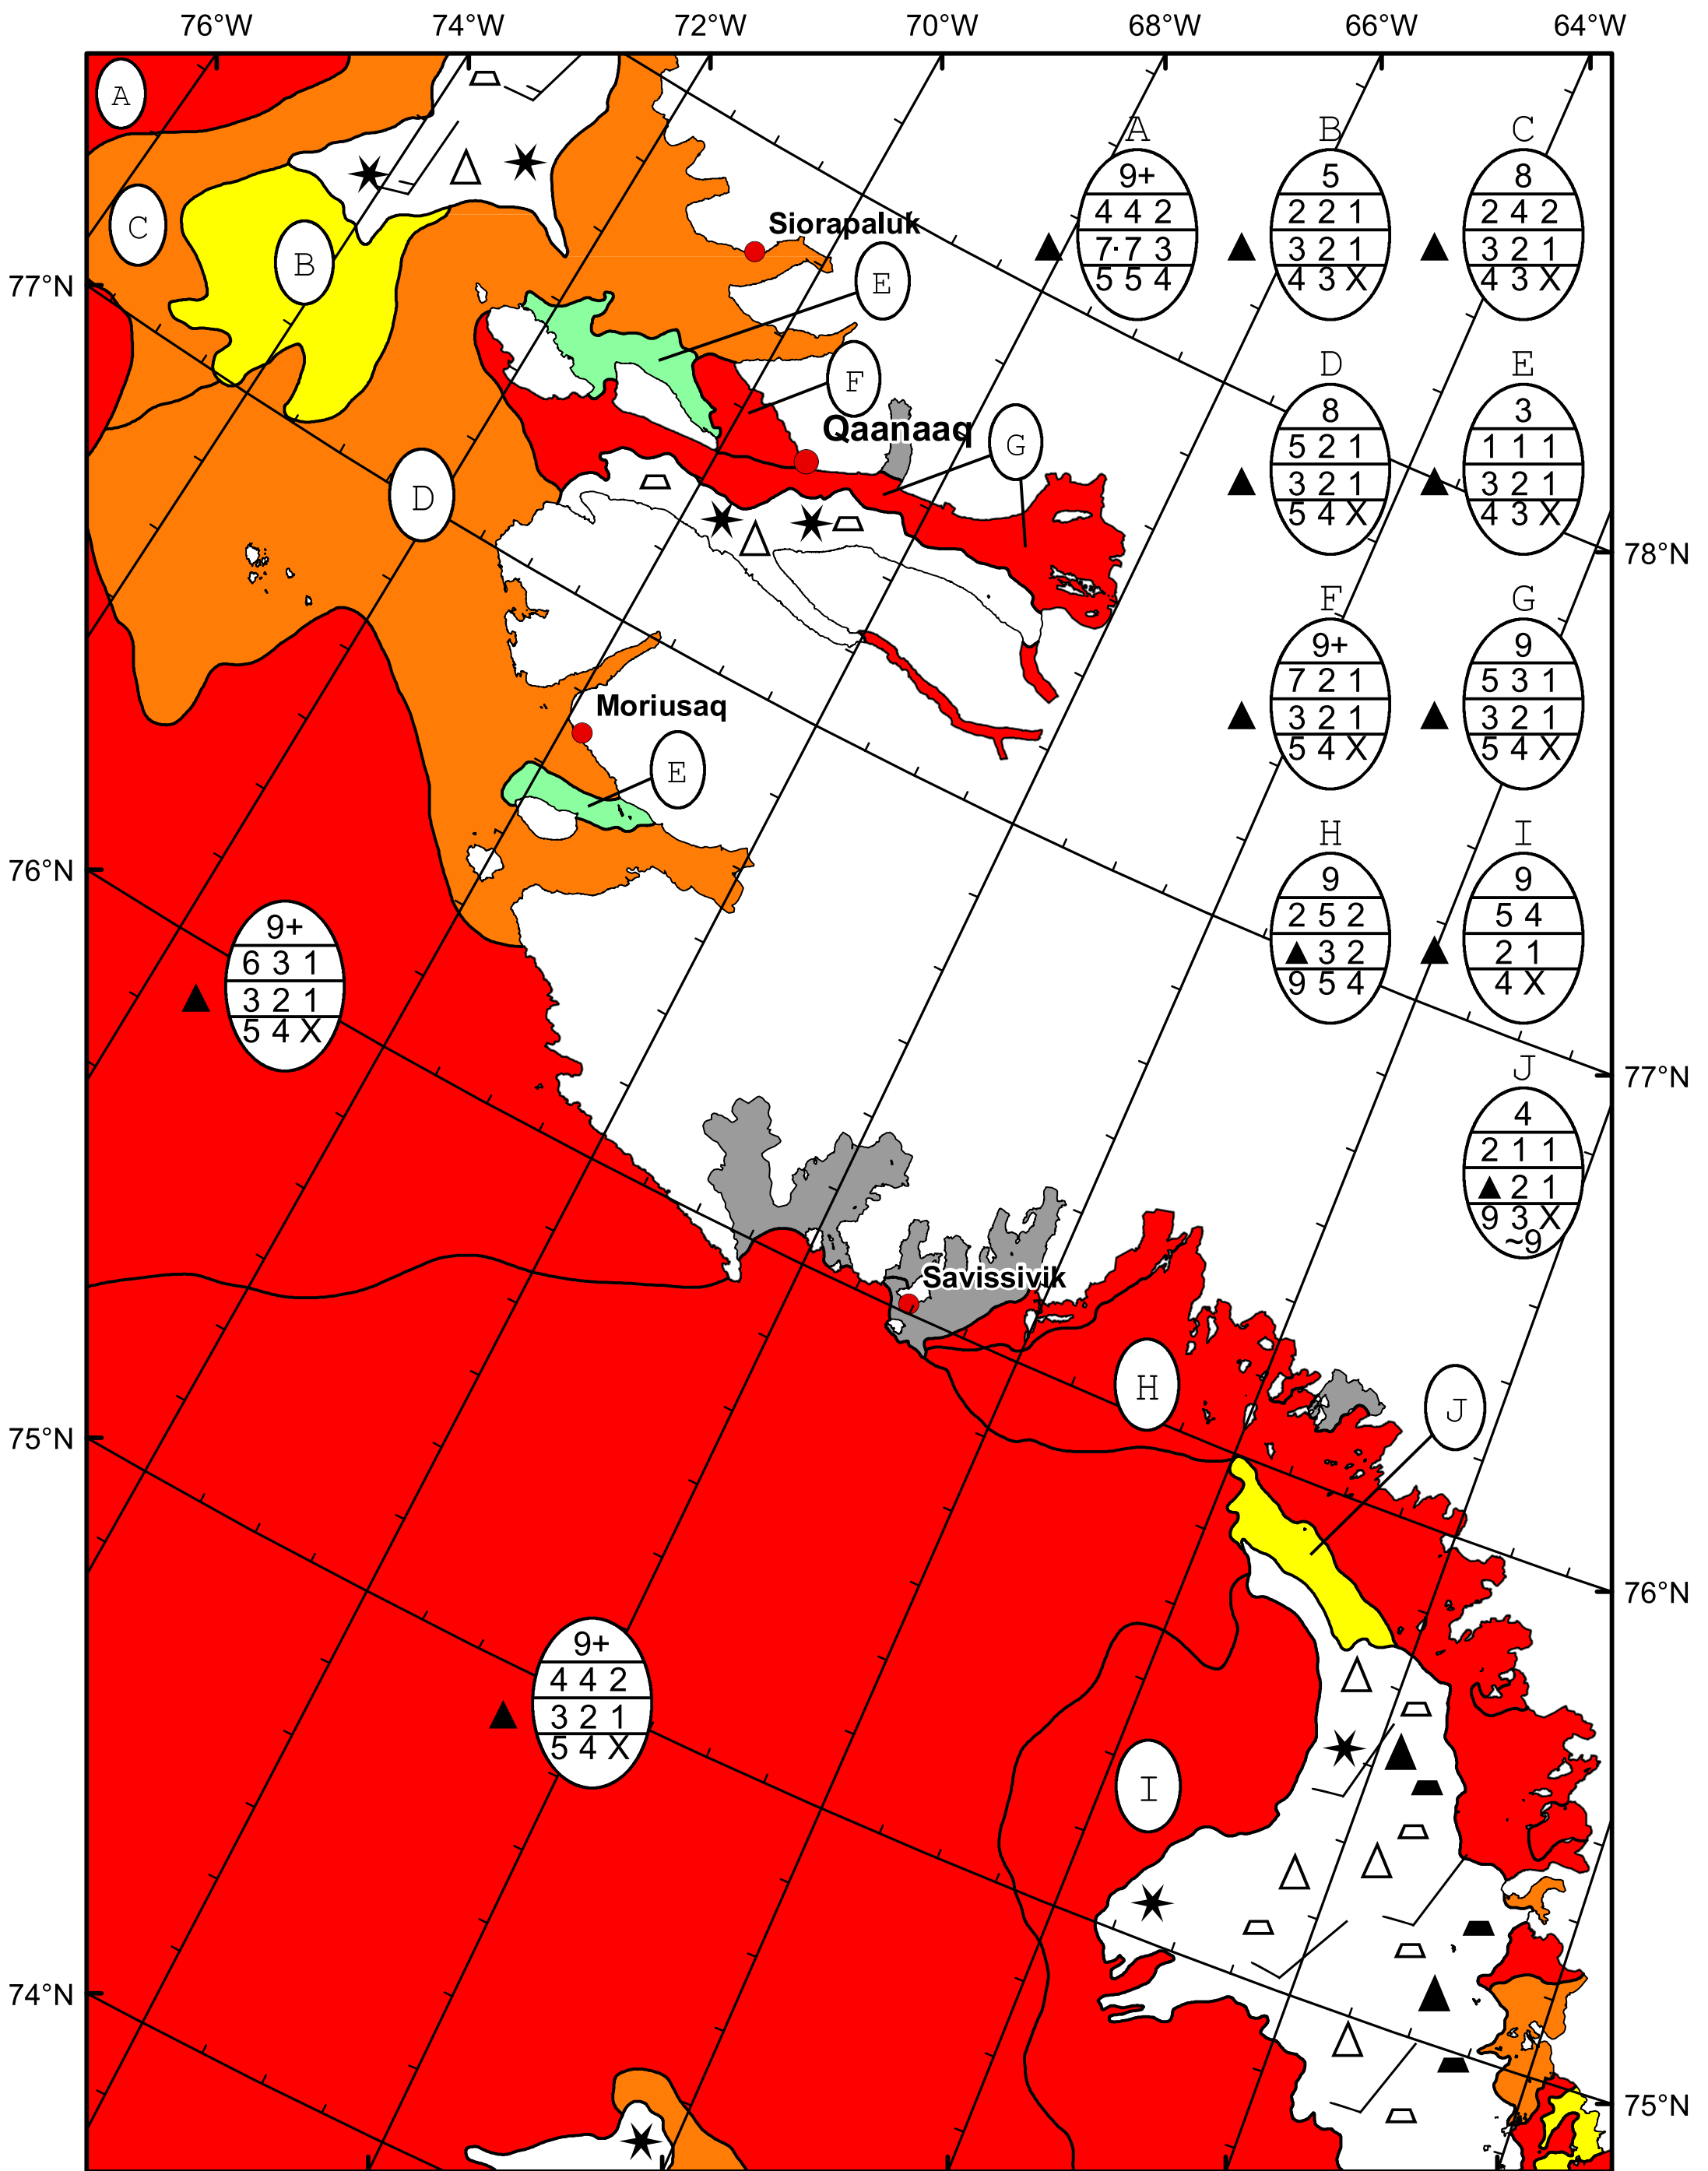 76°W 74°W 72°W 70°W 68°W 66°W 64°W
A
A B C
9+ 5 8
4 4 2 2 2 1 2 4 2
7·7 3 3 2 1 3 2 1
5 5 4 4 3 X 4 3 X
C
B
Siorapaluk
E
77°N
F
D E
8 3
5 2 1 1 1 1
3 2 1 3 2 1
5 4 X 4 3 X
Qaanaaq
G
D
78°N
F G
9+ 9
7 2 1 5 3 1
3 2 1 3 2 1
5 4 X 5 4 X
Moriusaq
E
76°N
H I
9 9
2 5 2 5 4
▲ 3 2 2 1
9 5 4 4 X
9+
6 3 1
3 2 1
5 4 X
77°N
J
4
2 1 1
▲ 2 1
9 3 X
~9
Savissivik
H
J
75°N
76°N
9+
4 4 2
3 2 1
5 4 X
I
74°N
75°N